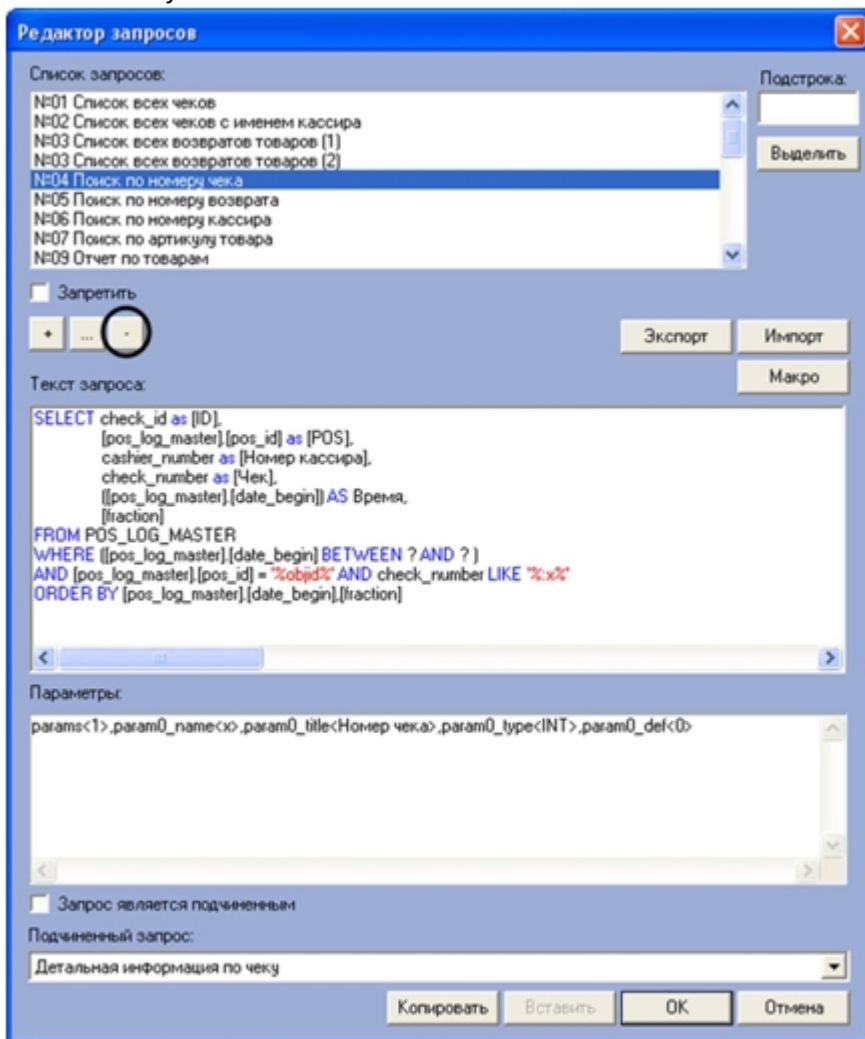 Редактор запросов
Список запросов:
Подстрока:
№01 Список всех чеков
№02 Список всех чеков с именем кассира
№03 Список всех возвратов товаров (1)
№03 Список всех возвратов товаров (2)
Выделить
№04 Поиск по номеру чека
№05 Поиск по номеру возврата
№06 Поиск по номеру кассира
№07 Поиск по артикулу товара
№09 Отчет по товарам
Запретить
+ ... -
Экспорт Импорт
Макро
Текст запроса:
SELECT check_id as [ID],
[pos_log_master].[pos_id] as [POS],
cashier_number as [Номер кассира],
check_number as [Чек],
([pos_log_master].[date_begin]) AS Время,
[fraction]
FROM POS_LOG_MASTER
WHERE ([pos_log_master].[date_begin] BETWEEN ? AND ? )
AND [pos_log_master].[pos_id] = '%objid%' AND check_number LIKE '%:x%'
ORDER BY [pos_log_master].[date_begin],[fraction]
Параметры:
params<1>,param0_name<x>,param0_title<Номер чека>,param0_type<INT>,param0_def<0>
Запрос является подчиненным
Подчиненный запрос:
Детальная информация по чеку
Копировать Вставить OK Отмена